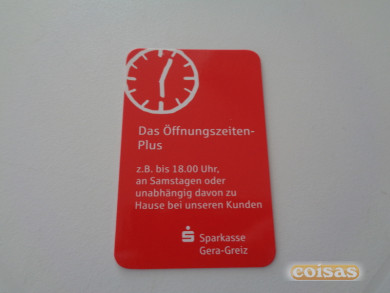 Das Öffnungszeiten-
Plus
z.B. bis 18.00 Uhr,
an Samstagen oder
unabhängig davon zu
Hause bei unseren Kunden
Sparkasse
Gera-Greiz
coisas